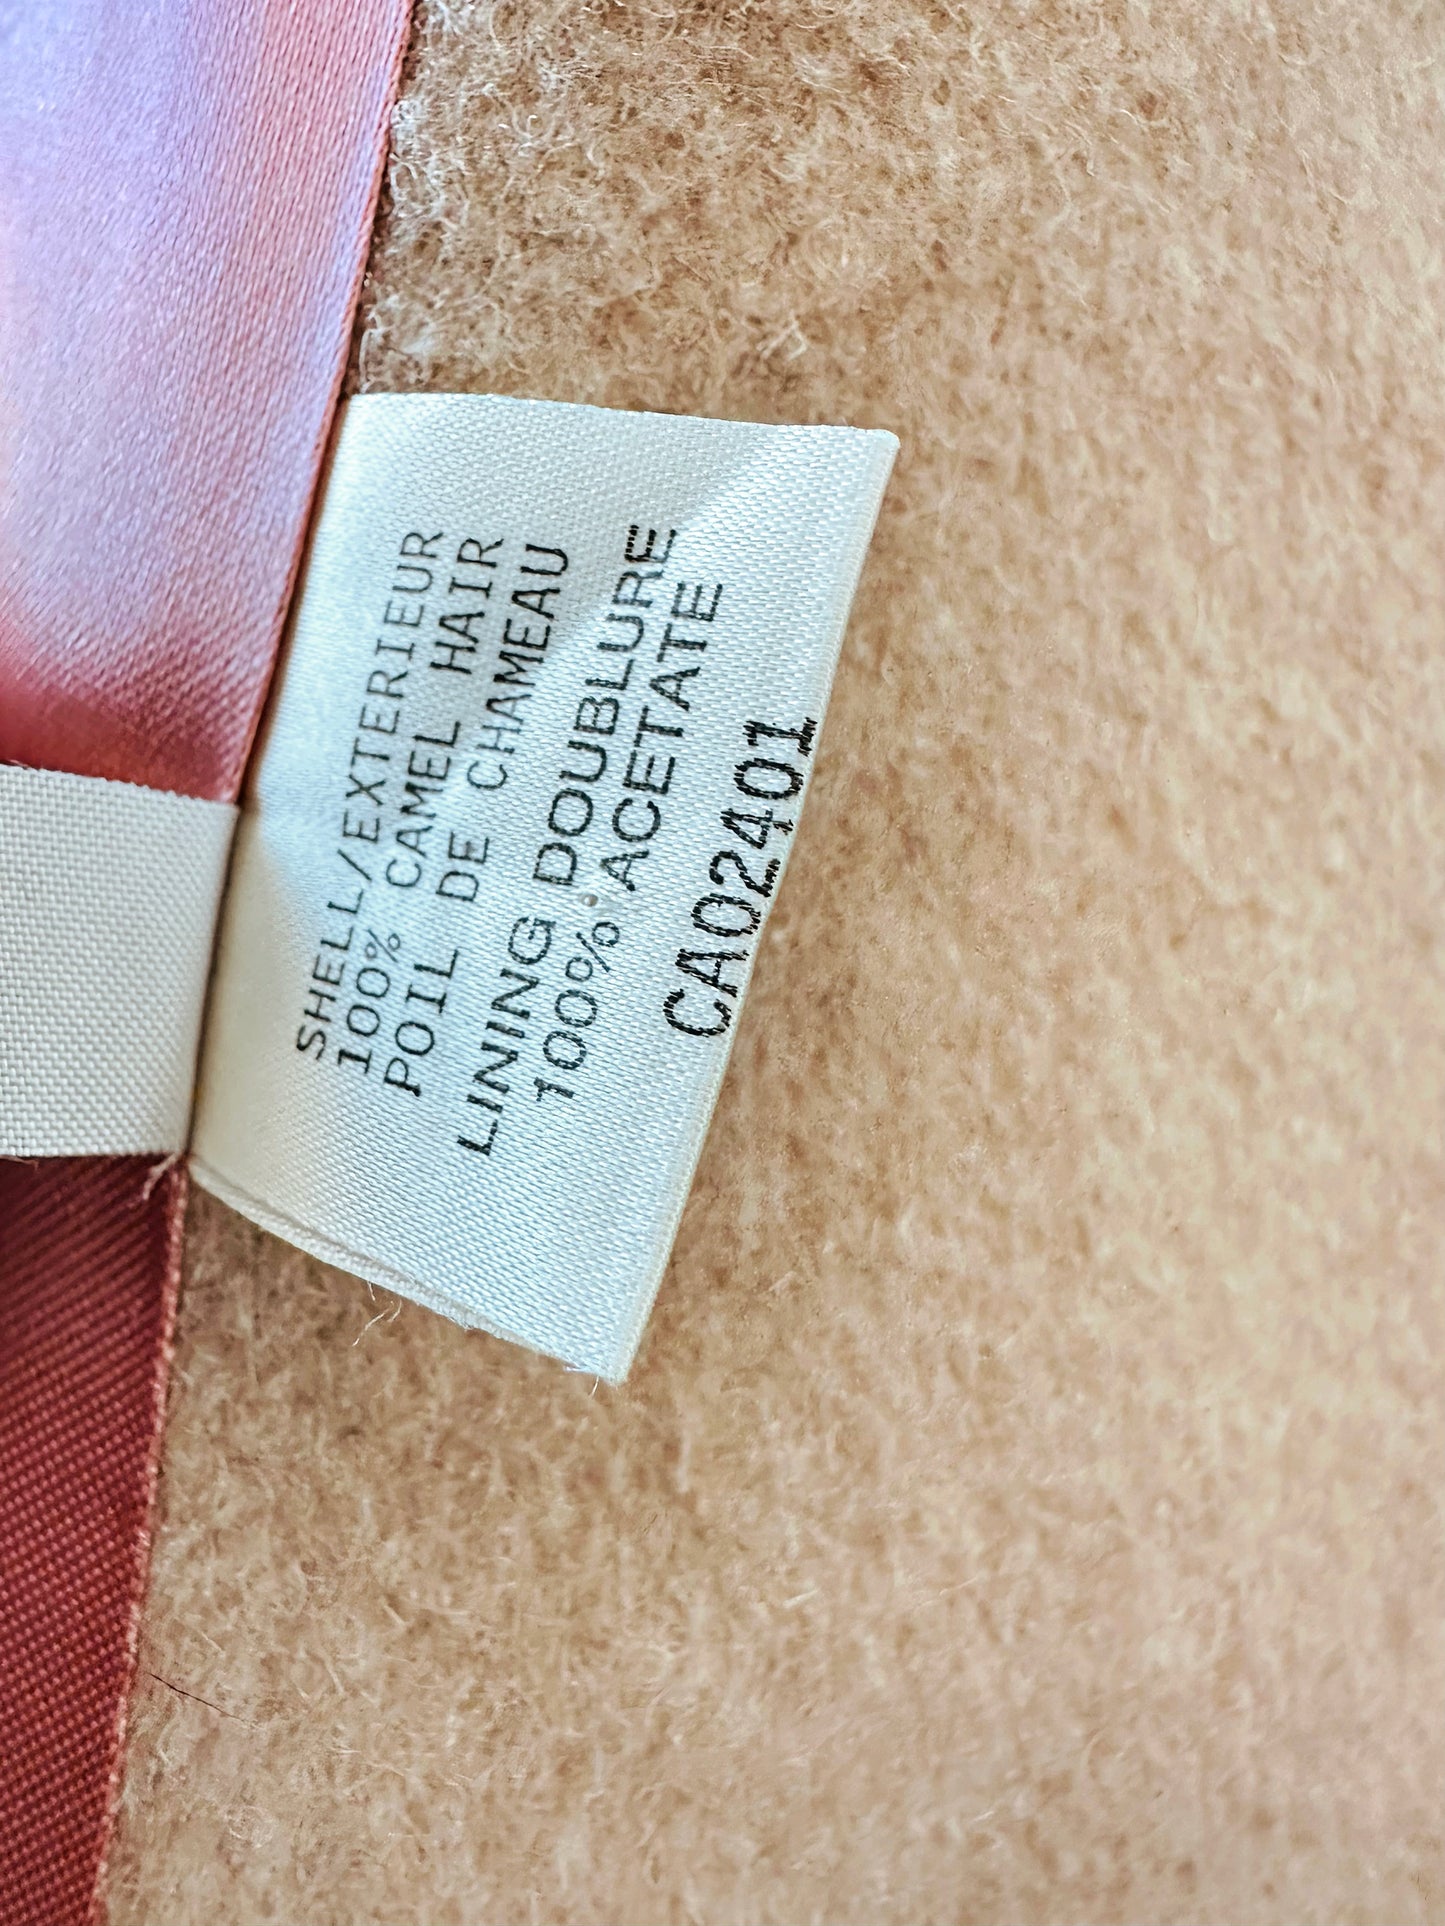 SHELL/EXTERIEUR
100% CAMEL HAIR
POIL DE CHAMEAU
LINING DOUBLURE
100% ACETATE
CA02401